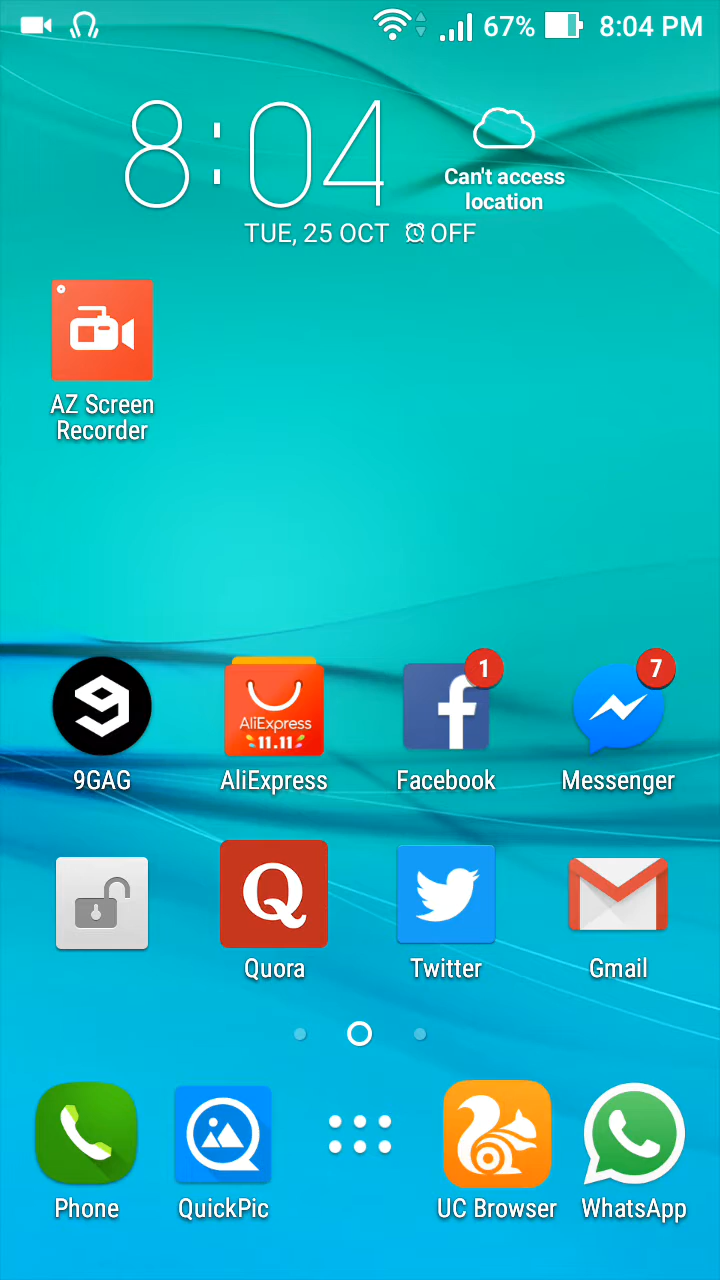 67% 8:04 PM
8:04
Can't access
location
TUE, 25 OCT OFF
AZ Screen
Recorder
1
7
AliExpress
11.11
9GAG AliExpress Facebook Messenger
Q
Quora Twitter Gmail
Phone QuickPic UC Browser WhatsApp